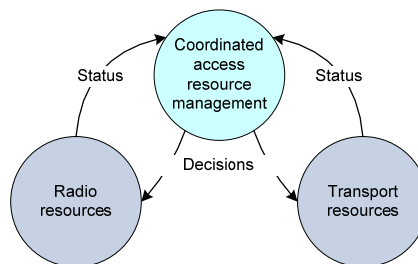 Coordinated
access
resource
management
Status
Status
Decisions
Radio
resources
Transport
resources